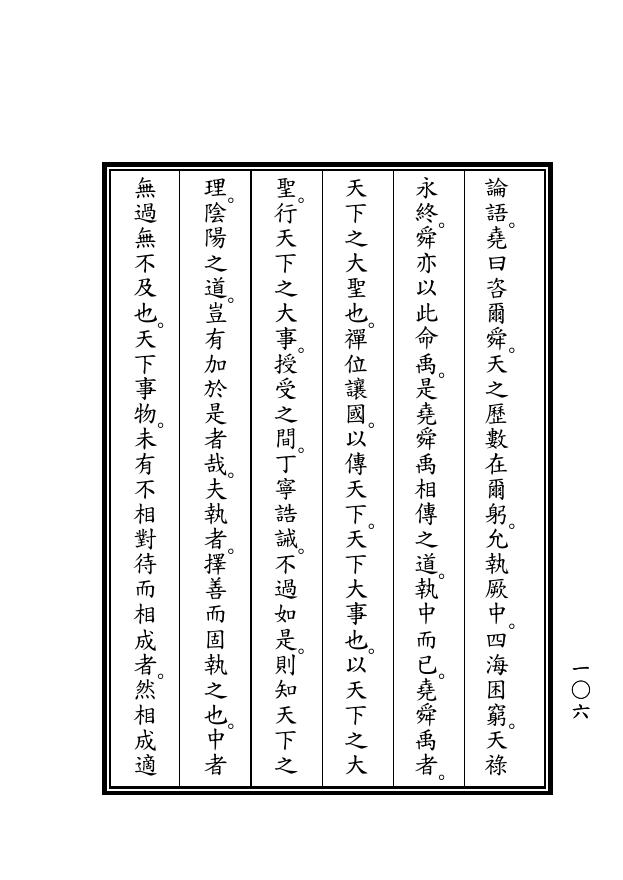 論語。堯曰咨爾舜。天之歷數在爾躬。允執厥中。四海困窮。天祿
永終。舜亦以此命禹。是堯舜禹相傳之道。執中而已。堯舜禹者。
天下之大聖也。禪位讓國。以傳天下。天下大事也。以天下之大
聖。行天下之大事。授受之間。丁寧誥誡。不過如是。則知天下之
理。陰陽之道。豈有加於是者哉。夫執者。擇善而固執之也。中者
無過無不及也。天下事物。未有不相對待而相成者。然相成適
一〇六